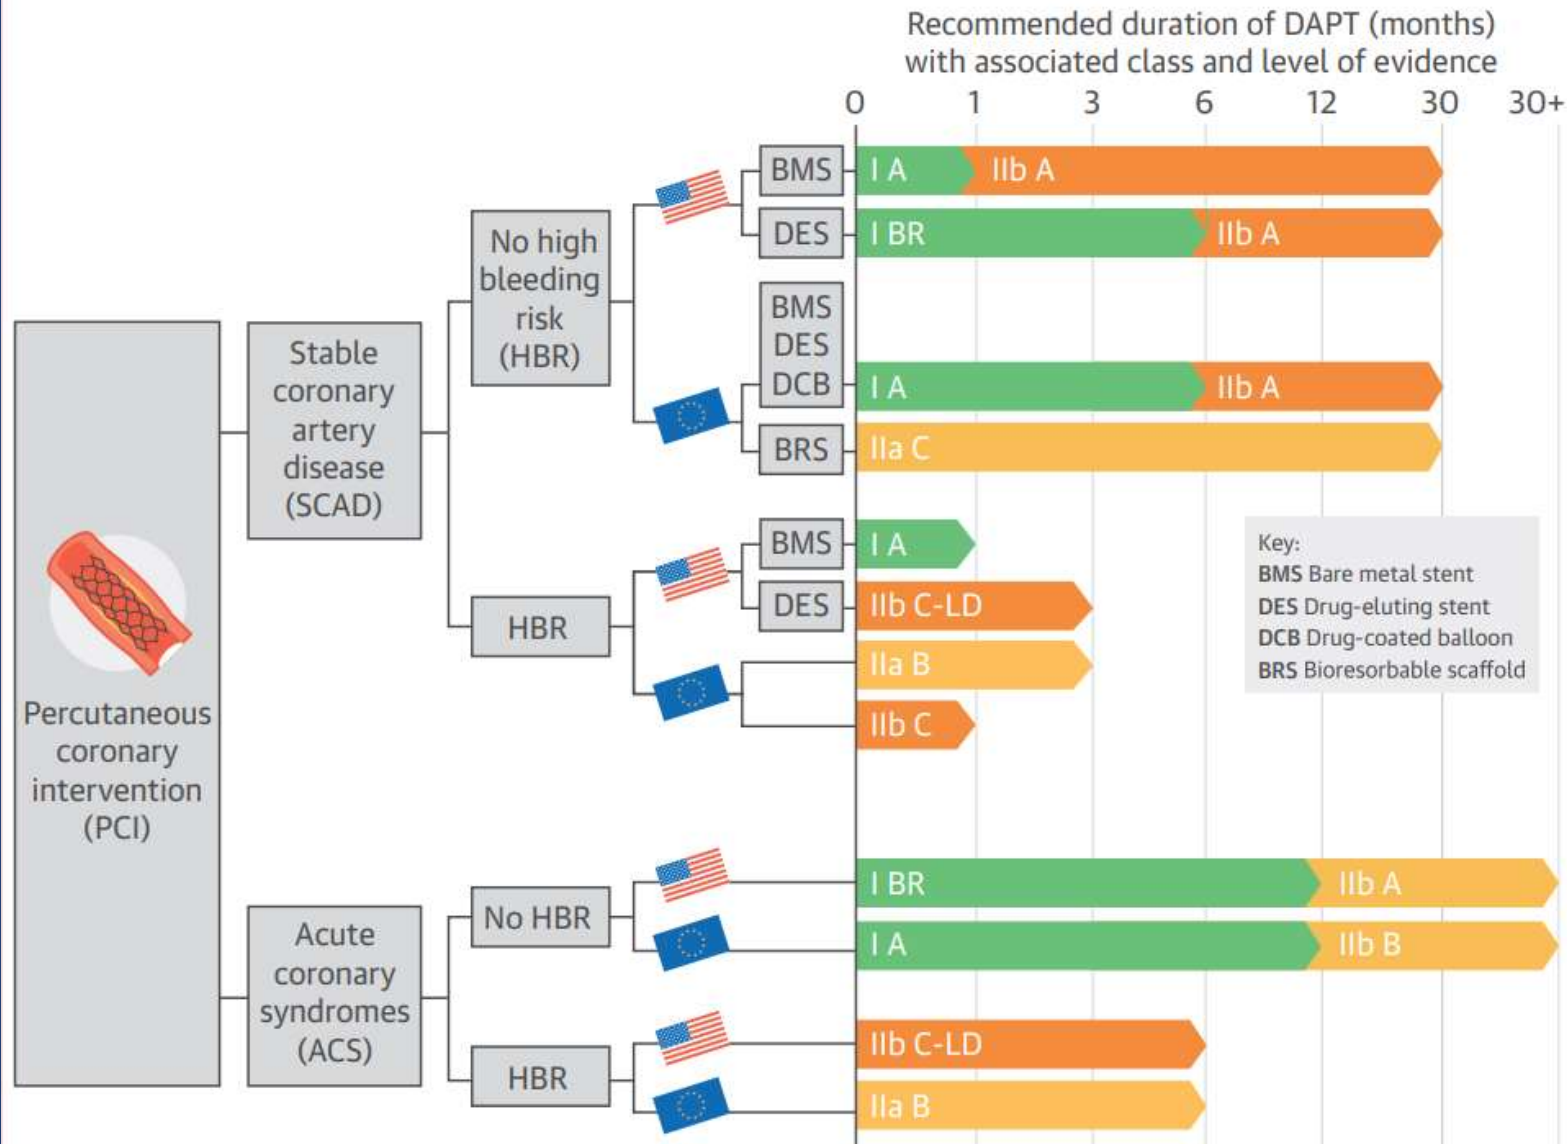 Recommended duration of DAPT (months)
with associated class and level of evidence
0 1 3 6 12 30 30+
BMS
I A
IIb A
DES
I BR
IIb A
No high
bleeding
risk
(HBR)
BMS
DES
DCB
I A
IIb A
BRS
IIa C
Stable
coronary
artery
disease
(SCAD)
BMS
I A
DES
IIb C-LD
HBR
IIa B
IIb C
Key:
BMS Bare metal stent
DES Drug-eluting stent
DCB Drug-coated balloon
BRS Bioresorbable scaffold
Percutaneous
coronary
intervention
(PCI)
No HBR
I BR
IIb A
I A
IIb B
Acute
coronary
syndromes
(ACS)
HBR
IIb C-LD
IIa B